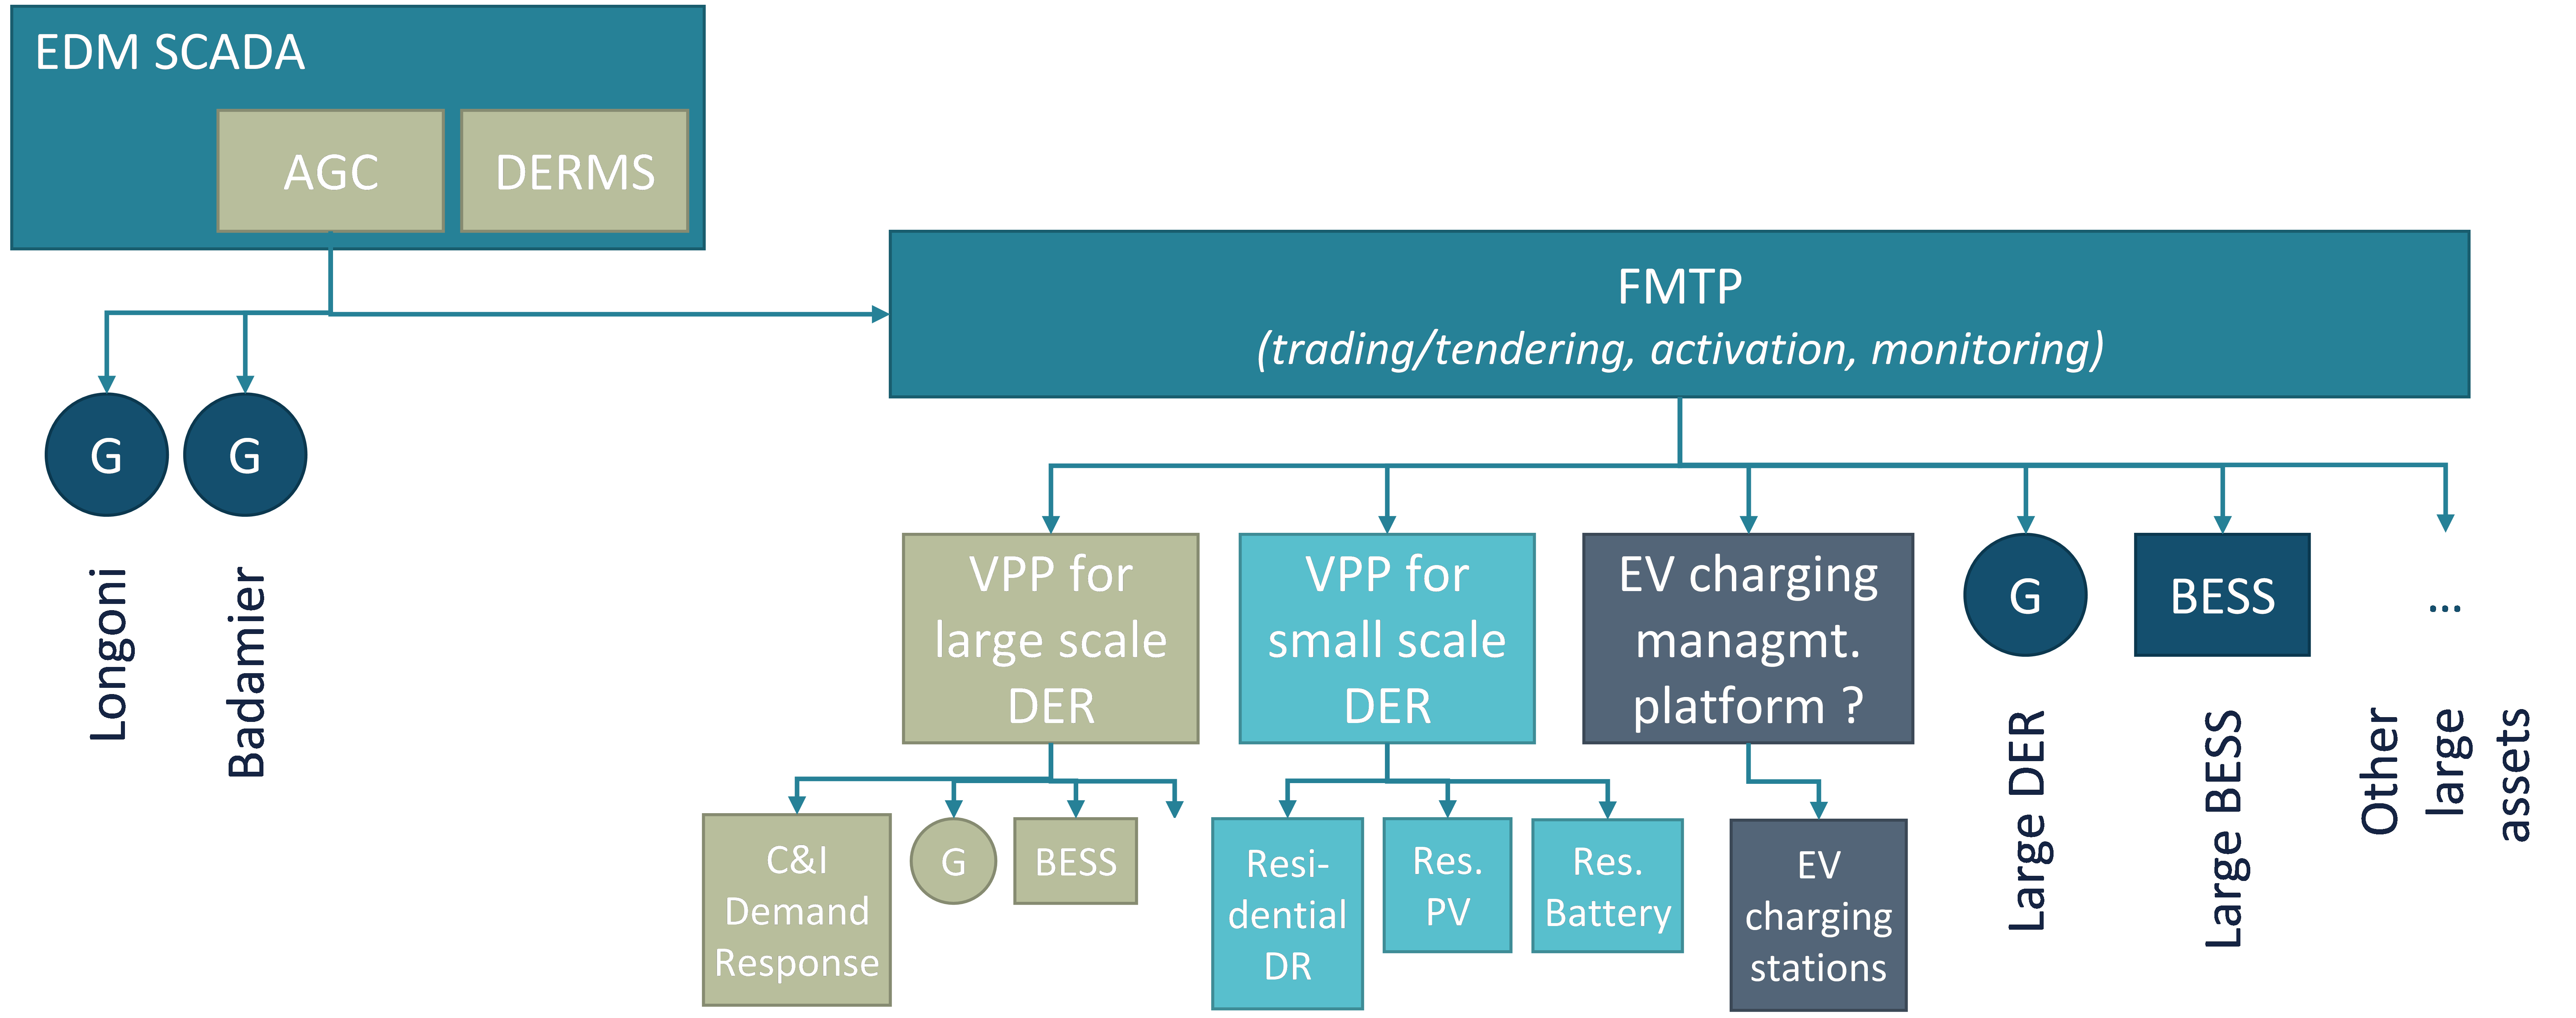 EDM SCADA
AGC
DERMS
FMTP
(trading/tendering, activation, monitoring)
G
G
Longoni
Badamier
VPP for
large scale
DER
VPP for
small scale
DER
EV charging
managmt.
platform ?
G
BESS
...
Large DER
Large BESS
Other
large
assets
C&I
Demand
Response
G
BESS
Resi-
dential
DR
Res.
PV
Res.
Battery
EV
charging
stations